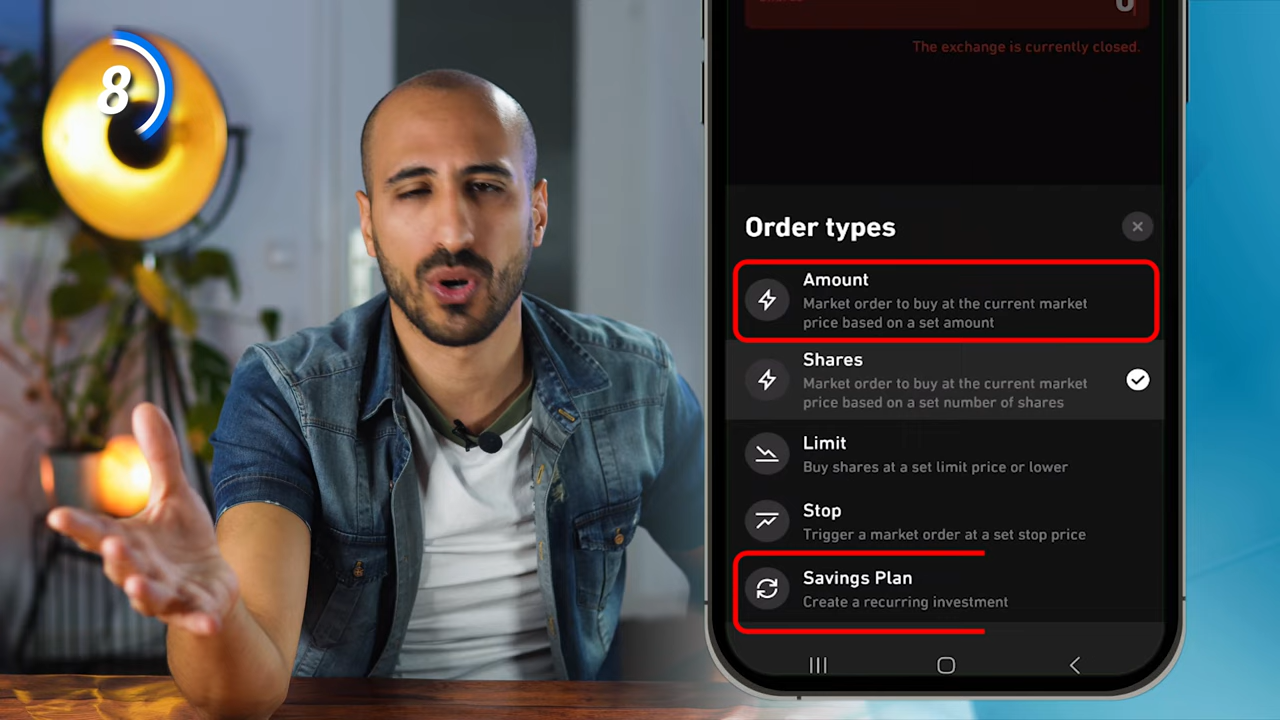 8
The exchange is currently closed.
Order types
Amount
Market order to buy at the current market
price based on a set amount
Shares
Market order to buy at the current market
price based on a set number of shares
Limit
Buy shares at a set limit price or lower
Stop
Trigger a market order at a set stop price
Savings Plan
Create a recurring investment